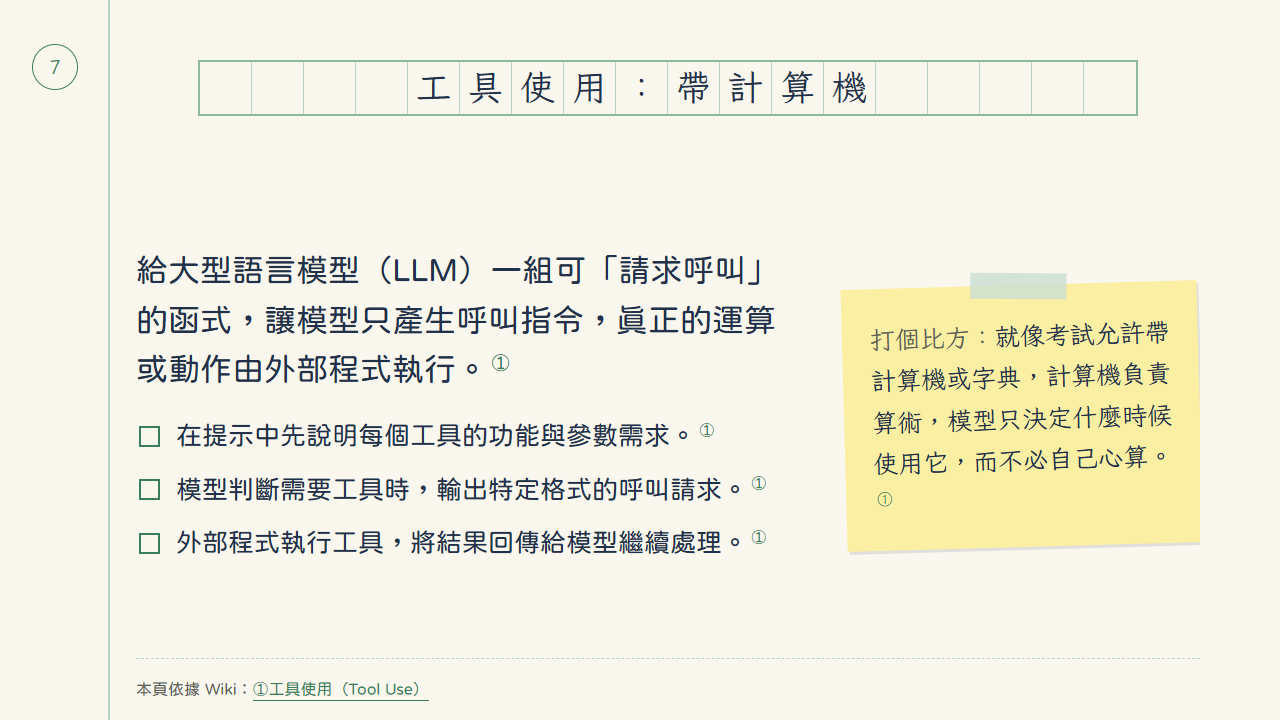 7
工具使用：帶計算機
給大型語言模型（LLM）一組可「請求呼叫」
的函式，讓模型只產生呼叫指令，真正的運算
或動作由外部程式執行。①
在提示中先說明每個工具的功能與參數需求。①
模型判斷需要工具時，輸出特定格式的呼叫請求。①
外部程式執行工具，將結果回傳給模型繼續處理。①
打個比方：就像考試允許帶
計算機或字典，計算機負責
算術，模型只決定什麼時候
使用它，而不必自己心算。
①
本頁依據 Wiki：①工具使用（Tool Use）